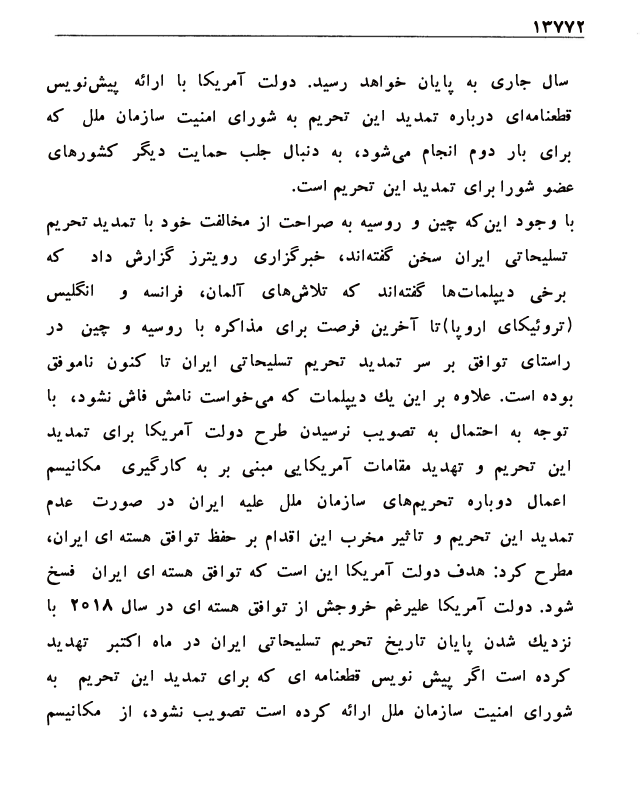 ۱۳۷۷۲
سال جاری به پایان خواهد رسید. دولت آمریکا با ارائه پیش‌نویس
قطعنامه‌ای درباره تمدید این تحریم به شورای امنیت سازمان ملل که
برای بار دوم انجام می‌شود، به دنبال جلب حمایت دیگر کشورهای
عضو شورا برای تمدید این تحریم است.
با وجود این‌که چین و روسیه به صراحت از مخالفت خود با تمدید تحریم
تسلیحاتی ایران سخن گفته‌اند، خبرگزاری رویترز گزارش داد که
برخی دیپلمات‌ها گفته‌اند که تلاش‌های آلمان، فرانسه و انگلیس
(تروئیکای اروپا)تا آخرین فرصت برای مذاکره با روسیه و چین در
راستای توافق بر سر تمدید تحریم تسلیحاتی ایران تا کنون ناموفق
بوده است. علاوه بر این یك دیپلمات که می‌خواست نامش فاش نشود، با
توجه به احتمال به تصویب نرسیدن طرح دولت آمریکا برای تمدید
این تحریم و تهدید مقامات آمریکایی مبنی بر به کارگیری مکانیسم
اعمال دوباره تحریم‌های سازمان ملل علیه ایران در صورت عدم
تمدید این تحریم و تاثیر مخرب این اقدام بر حفظ توافق هسته ای ایران،
مطرح کرد: هدف دولت آمریکا این است که توافق هسته ای ایران فسخ
شود. دولت آمریکا علیرغم خروجش از توافق هسته ای در سال ۲۰۱۸ با
نزدیك شدن پایان تاریخ تحریم تسلیحاتی ایران در ماه اکتبر تهدید
کرده است اگر پیش نویس قطعنامه ای که برای تمدید این تحریم به
شورای امنیت سازمان ملل ارائه کرده است تصویب نشود، از مکانیسم